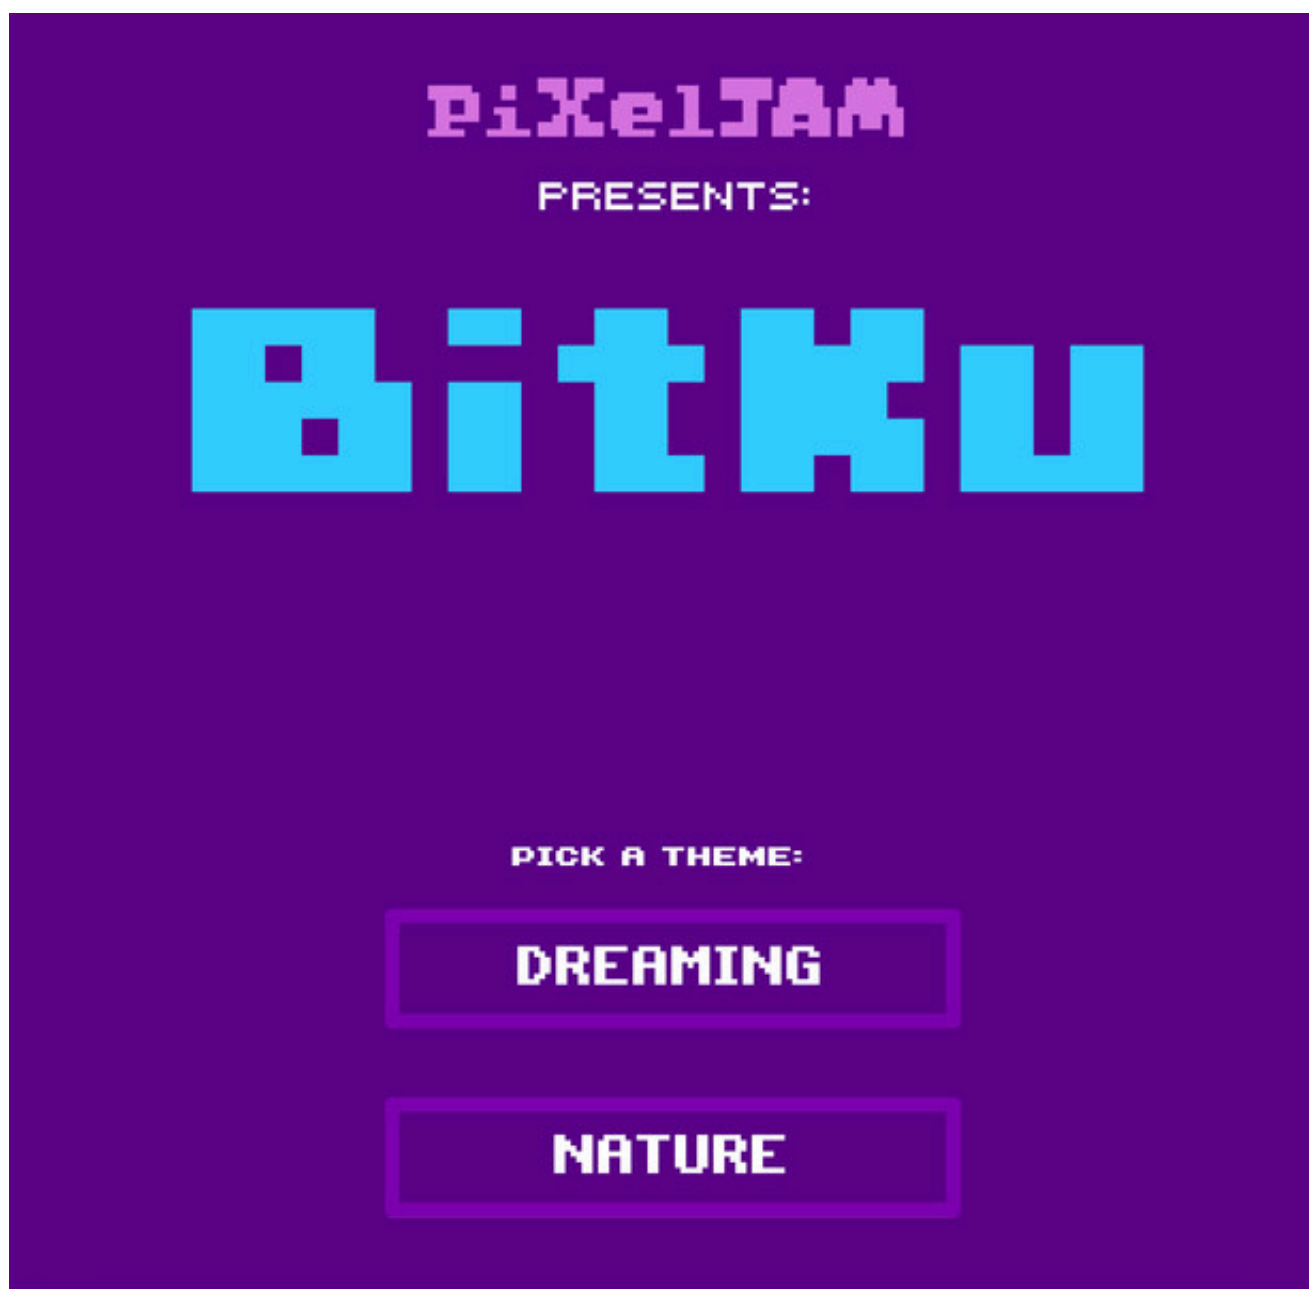 piXelJAM
PRESENTS:
BitKu
PICK A THEME:
DREAMING
NATURE